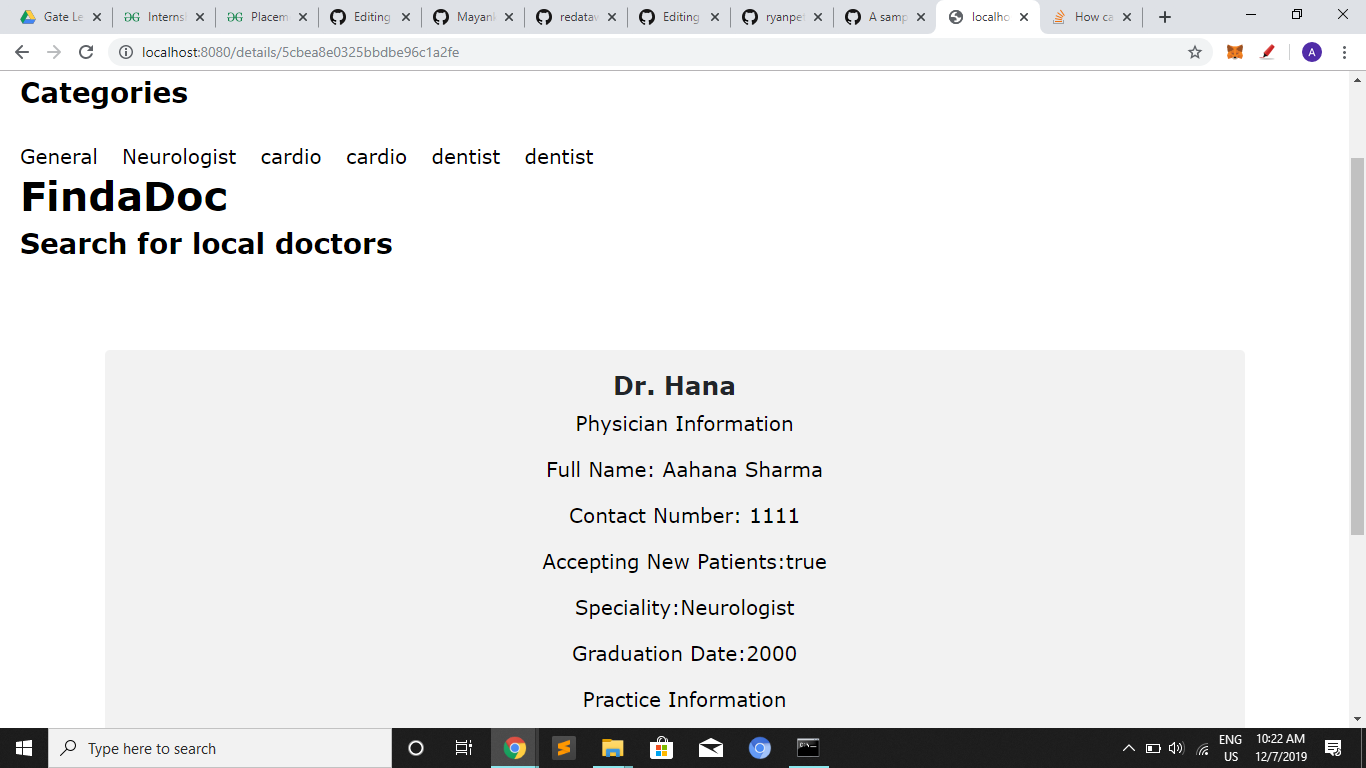 Gate Le
Internsh
Placem
Editing
Mayank
redataw
Editing
ryanpet
A samp
localho
How ca
localhost:8080/details/5cbea8e0325bbdbe96c1a2fe
A
Categories
General Neurologist cardio cardio dentist dentist
FindaDoc
Search for local doctors
Dr. Hana
Physician Information
Full Name: Aahana Sharma
Contact Number: 1111
Accepting New Patients:true
Speciality:Neurologist
Graduation Date:2000
Practice Information
Type here to search
ENG
US
10:22 AM
12/7/2019